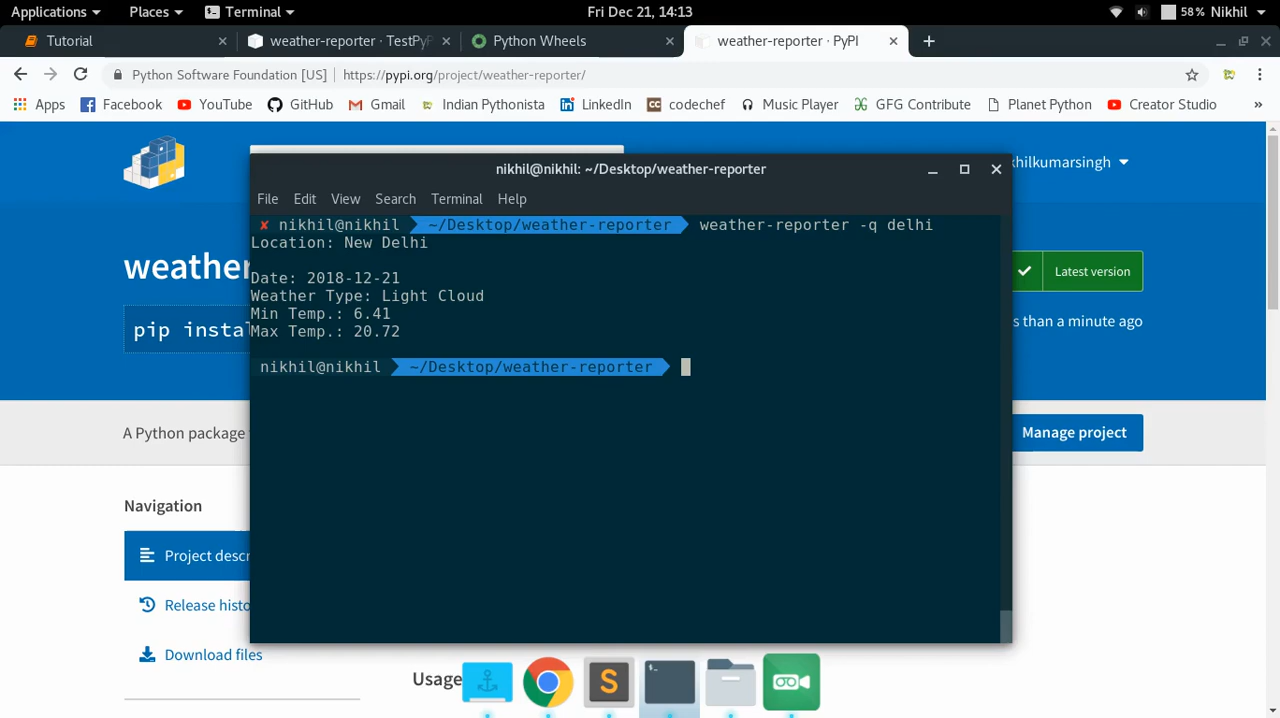 Applications Places Terminal Fri Dec 21, 14:13 58% Nikhil
Tutorial weather-reporter · TestPyP Python Wheels weather-reporter · PyPI
Python Software Foundation [US] https://pypi.org/project/weather-reporter/
Apps Facebook YouTube GitHub Gmail Indian Pythonista LinkedIn codechef Music Player GFG Contribute Planet Python Creator Studio »
khilkumarsingh
nikhil@nikhil: ~/Desktop/weather-reporter
File Edit View Search Terminal Help
✘ nikhil@nikhil ~/Desktop/weather-reporter weather-reporter -q delhi
Location: New Delhi
Date: 2018-12-21
Weather Type: Light Cloud
Min Temp.: 6.41
Max Temp.: 20.72
nikhil@nikhil ~/Desktop/weather-reporter
weather
Latest version
pip insta
s than a minute ago
A Python package
Manage project
Navigation
Project descr
Release histo
Download files
Usage
S